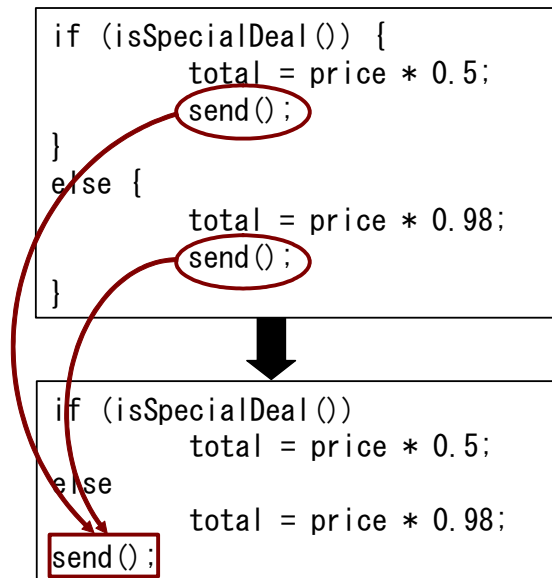 if (isSpecialDeal()) {
total = price * 0.5;
send();
}
else {
total = price * 0.98;
send();
}
if (isSpecialDeal())
total = price * 0.5;
else
total = price * 0.98;
send();